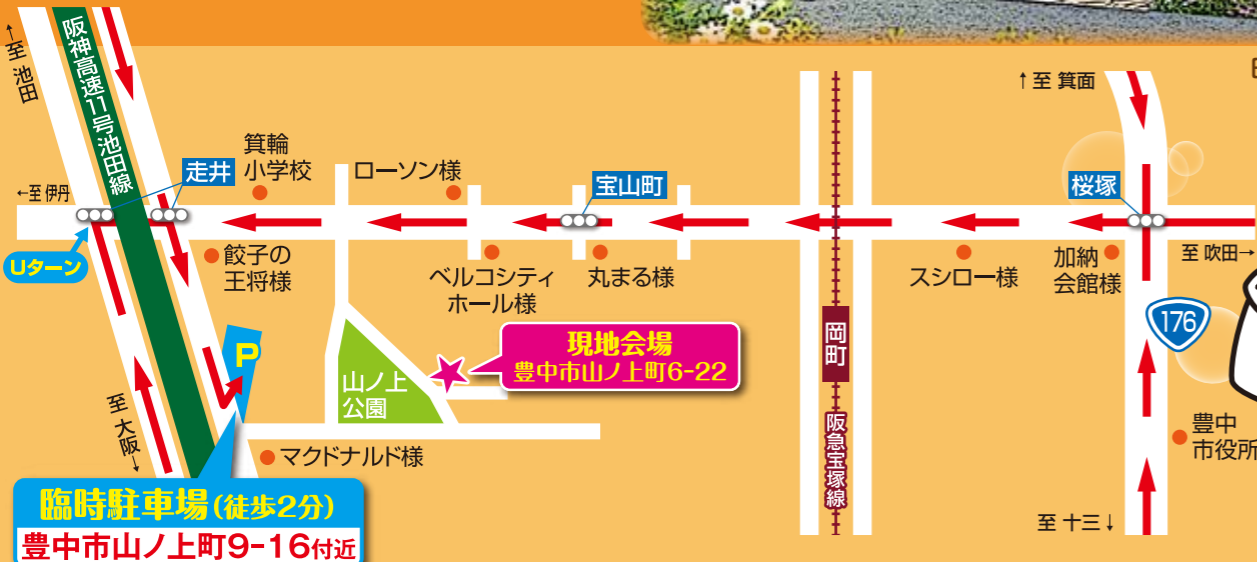 ↑至 池田
阪神高速11号池田線
←至 伊丹
走井
箕輪
小学校
ローソン様
宝山町
↑至 箕面
桜塚
Uターン
餃子の
王将様
ベルコシティ
ホール様
丸まる様
スシロー様
加納
会館様
至 吹田→
176
P
現地会場
豊中市山ノ上町6-22
山ノ上
公園
岡町
阪急宝塚線
至 大阪↓
マクドナルド様
豊中
市役所
臨時駐車場(徒歩2分)
豊中市山ノ上町9-16付近
至 十三↓